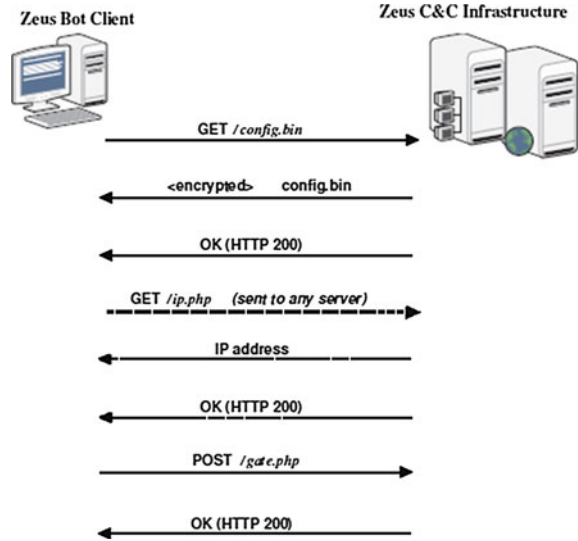 Zeus Bot Client
Zeus C&C Infrastructure
GET /config.bin
<encrypted> config.bin
OK (HTTP 200)
GET /ip.php (sent to any server)
IP address
OK (HTTP 200)
POST /gate.php
OK (HTTP 200)